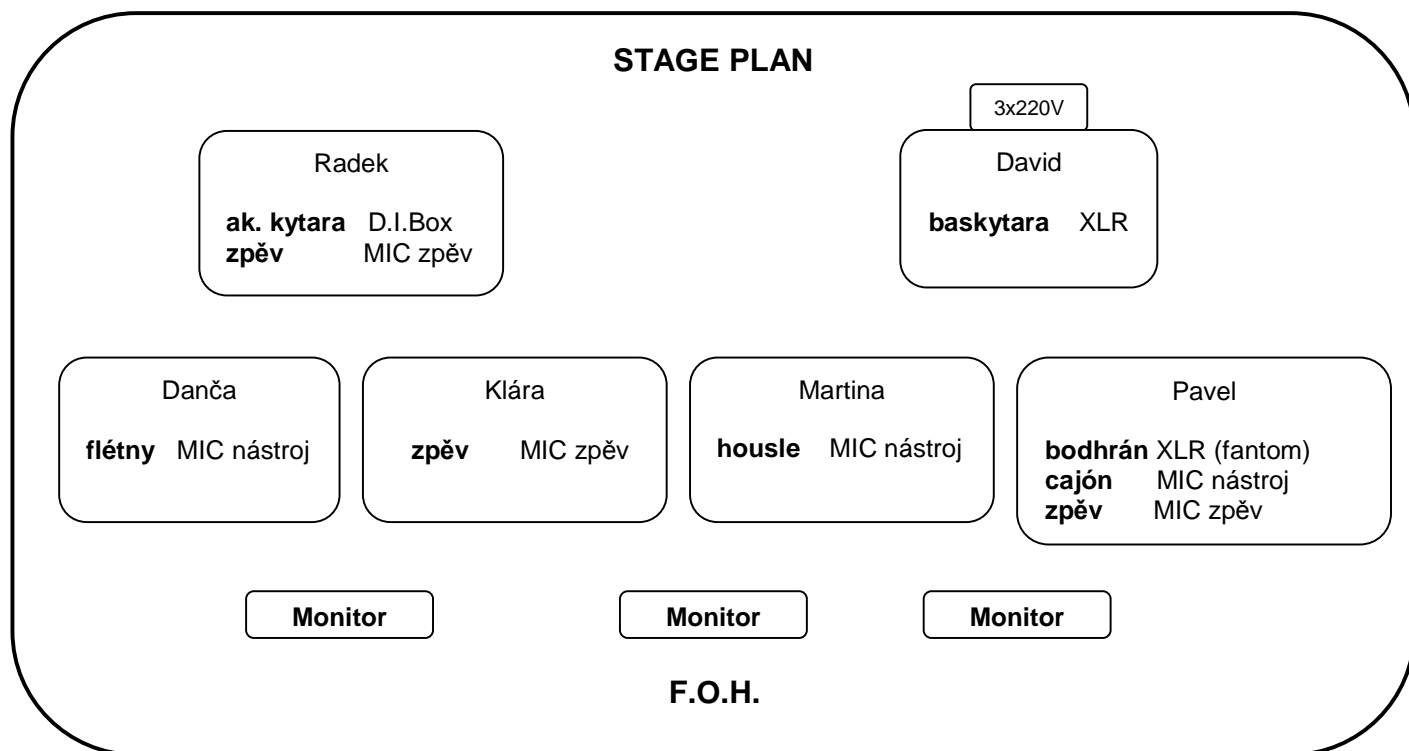 STAGE PLAN
3x220V
Radek
ak. kytara D.I.Box
zpěv MIC zpěv
David
baskytara XLR
Danča
flétny MIC nástroj
Klára
zpěv MIC zpěv
Martina
housle MIC nástroj
Pavel
bodhrán XLR (fantom)
cajón MIC nástroj
zpěv MIC zpěv
Monitor
Monitor
Monitor
F.O.H.